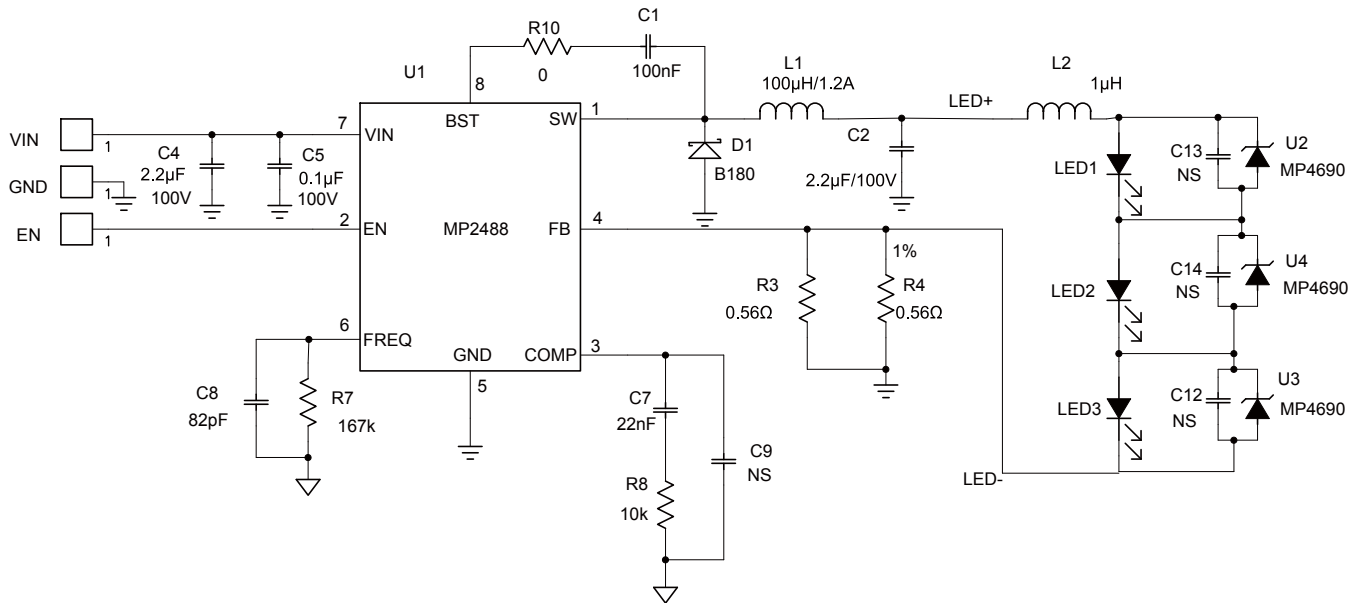 R10
0
C1
100nF
U1
8
BST
SW
1
L1
100µH/1.2A
LED+
L2
1µH
VIN
1
7
VIN
C4
2.2µF
100V
C5
0.1µF
100V
GND
1
EN
1
2
EN
MP2488
FB
4
D1
B180
C2
2.2µF/100V
LED1
C13
NS
U2
MP4690
LED2
C14
NS
U4
MP4690
LED3
C12
NS
U3
MP4690
LED-
1%
R3
0.56Ω
R4
0.56Ω
6
FREQ
GND
5
COMP
3
C8
82pF
R7
167k
C7
22nF
R8
10k
C9
NS